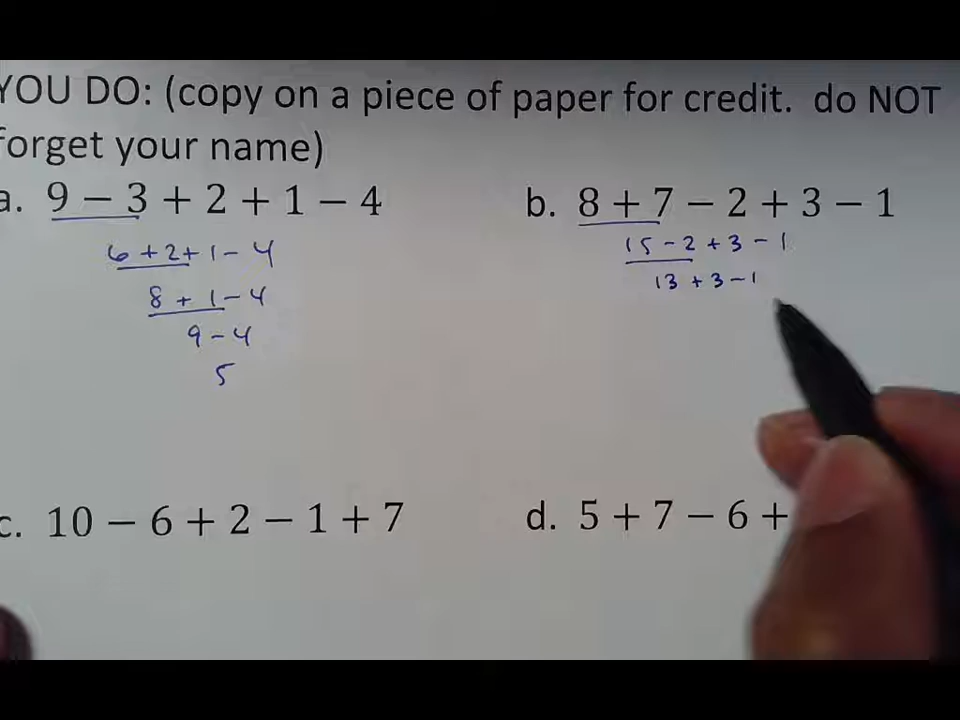 YOU DO: (copy on a piece of paper for credit. do NOT
forget your name)
a. 9 − 3 + 2 + 1 − 4
6 + 2 + 1 − 4
8 + 1 − 4
9 − 4
5
b. 8 + 7 − 2 + 3 − 1
15 − 2 + 3 − 1
13 + 3 − 1
c. 10 − 6 + 2 − 1 + 7
d. 5 + 7 − 6 +